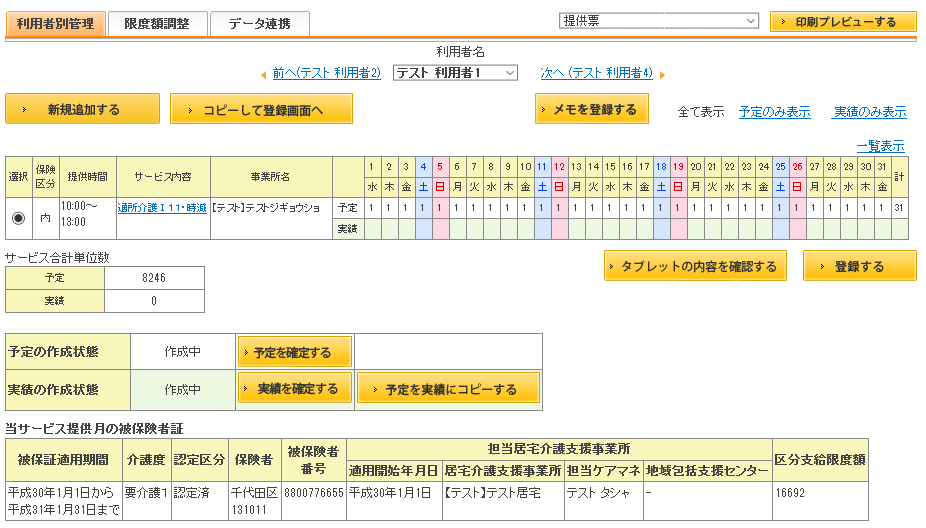 利用者別管理 限度額調整 データ連携 提供票 印刷プレビューする
利用者名
前へ(テスト 利用者2) テスト 利用者1 次へ (テスト 利用者4)
新規追加する コピーして登録画面へ メモを登録する 全て表示 予定のみ表示 実績のみ表示
一覧表示
選択 保険区分 提供時間 サービス内容 事業所名 1 2 3 4 5 6 7 8 9 10 11 12 13 14 15 16 17 18 19 20 21 22 23 24 25 26 27 28 29 30 31 計
水 木 金 土 日 月 火 水 木 金 土 日 月 火 水 木 金 土 日 月 火 水 木 金 土 日 月 火 水 木 金
内 10:00～13:00 通所介護Ⅰ11・時減 【テスト】テストジギョウショ 予定 1 1 1 1 1 1 1 1 1 1 1 1 1 1 1 1 1 1 1 1 1 1 1 1 1 1 1 1 1 1 1 31
実績
サービス合計単位数 タブレットの内容を確認する 登録する
予定 8246
実績 0
予定の作成状態 作成中 予定を確定する
実績の作成状態 作成中 実績を確定する 予定を実績にコピーする
当サービス提供月の被保険者証
被保証適用期間 介護度 認定区分 保険者 被保険者番号 担当居宅介護支援事業所 区分支給限度額
適用開始年月日 居宅介護支援事業所 担当ケアマネ 地域包括支援センター
平成30年1月1日から 要介護1 認定済 千代田区 8800776655 平成30年1月1日 【テスト】テスト居宅 テスト タシャ - 16692
平成31年1月31日まで 131011